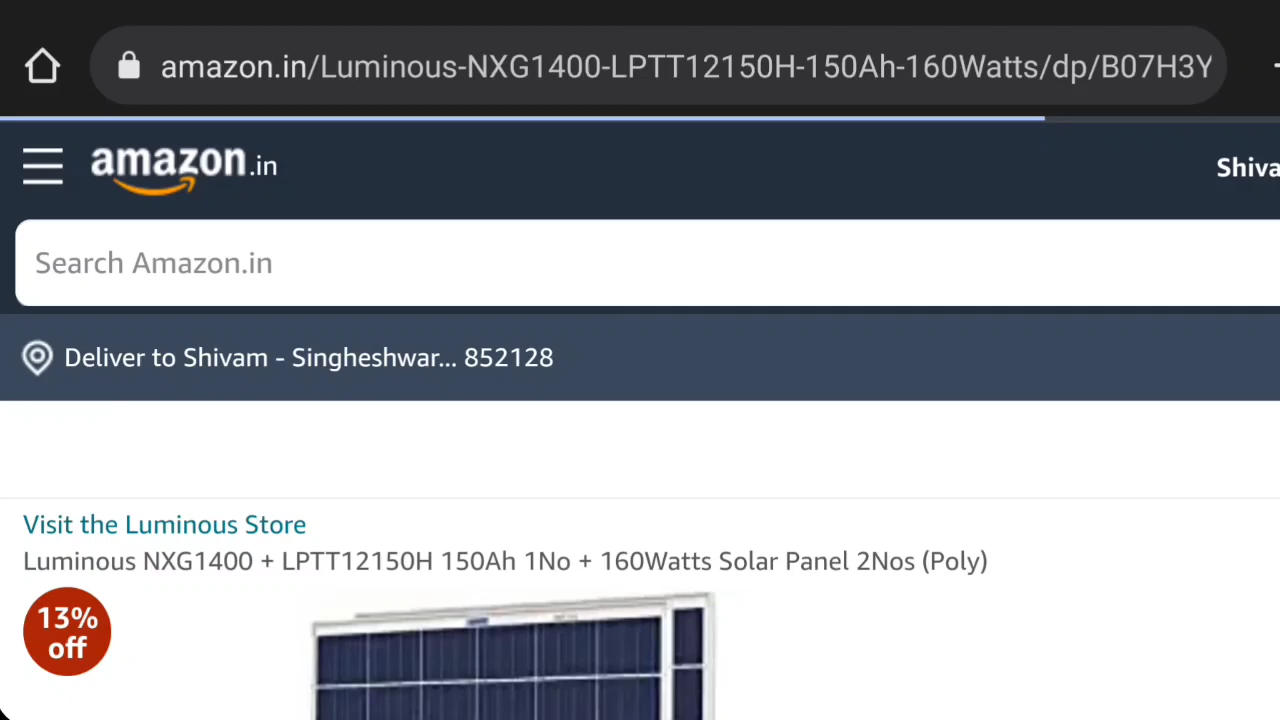 amazon.in/Luminous-NXG1400-LPTT12150H-150Ah-160Watts/dp/B07H3Y
amazon.in
Shiva
Search Amazon.in
Deliver to Shivam - Singheshwar... 852128
Visit the Luminous Store
Luminous NXG1400 + LPTT12150H 150Ah 1No + 160Watts Solar Panel 2Nos (Poly)
13%
off